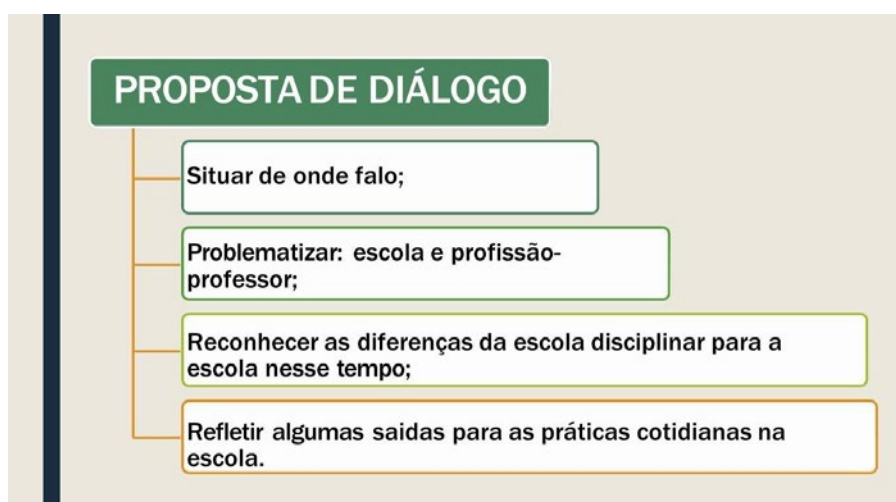 PROPOSTA DE DIÁLOGO
Situar de onde falo;
Problematizar: escola e profissão-
professor;
Reconhecer as diferenças da escola disciplinar para a
escola nesse tempo;
Refletir algumas saidas para as práticas cotidianas na
escola.